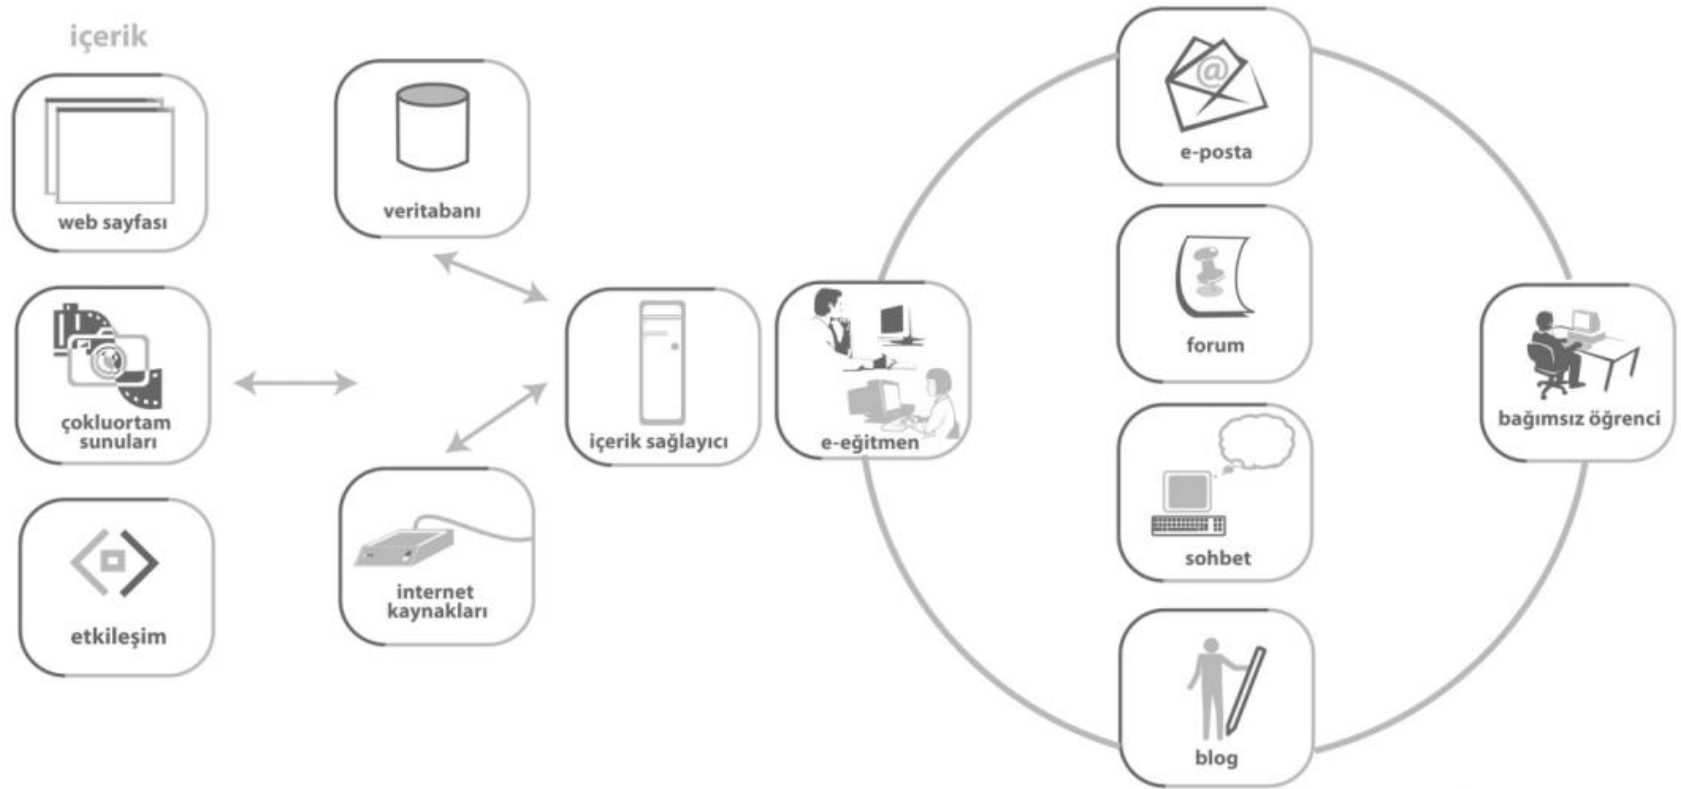 içerik
web sayfası
çokluortam
sunuları
etkileşim
veritabanı
internet
kaynakları
içerik sağlayıcı
e-eğitmen
@
e-posta
forum
sohbet
blog
bağımsız öğrenci